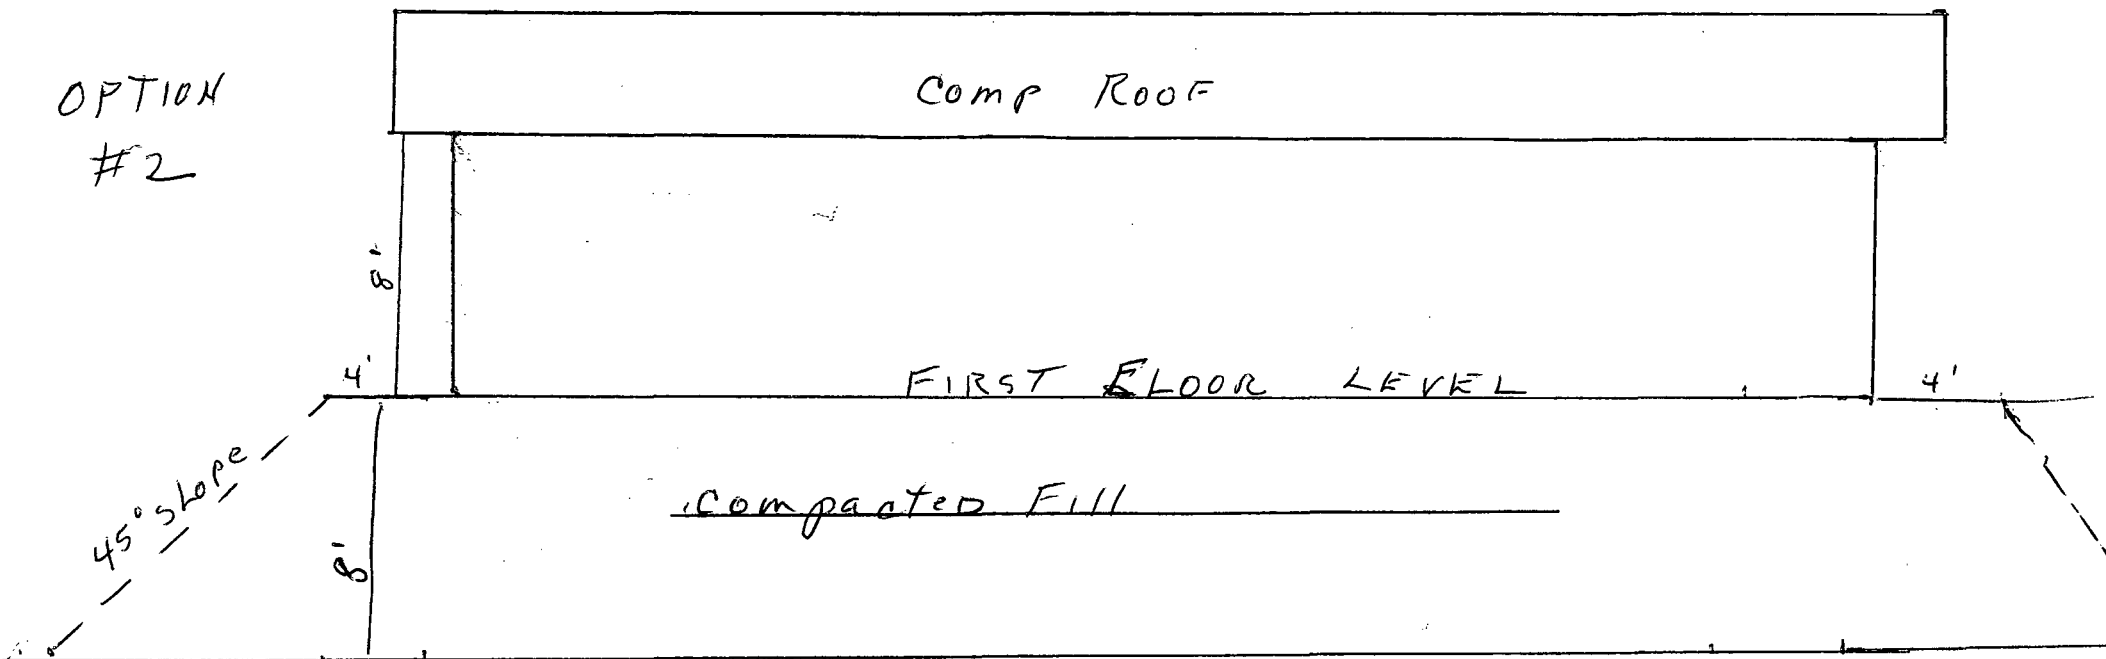 OPTION
#2
Comp Roof
8'
4'
FIRST FLOOR LEVEL
4'
45° slope
8'
Compacted Fill